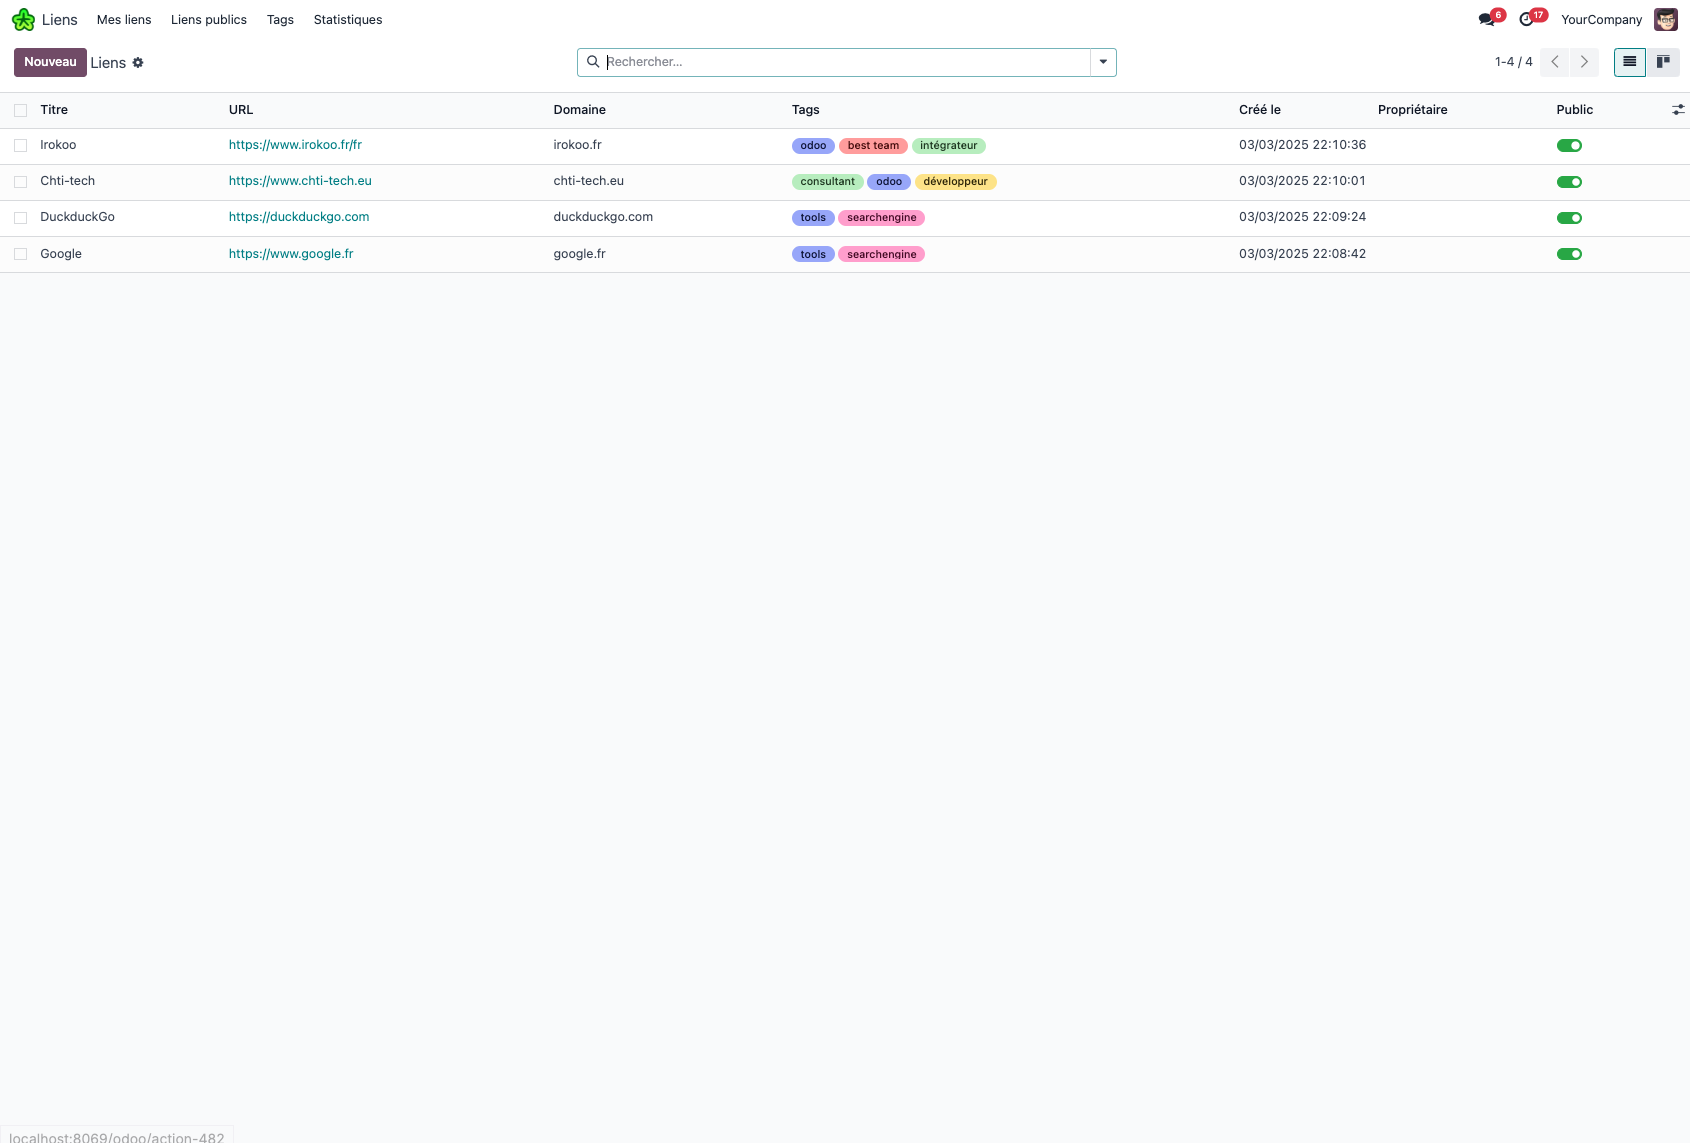 Liens Mes liens Liens publics Tags Statistiques 6 17 YourCompany
Nouveau Liens Rechercher... 1-4 / 4
Titre URL Domaine Tags Créé le Propriétaire Public
Irokoo https://www.irokoo.fr/fr irokoo.fr odoo best team intégrateur 03/03/2025 22:10:36
Chti-tech https://www.chti-tech.eu chti-tech.eu consultant odoo développeur 03/03/2025 22:10:01
DuckduckGo https://duckduckgo.com duckduckgo.com tools searchengine 03/03/2025 22:09:24
Google https://www.google.fr google.fr tools searchengine 03/03/2025 22:08:42
localhost:8069/odoo/action-482